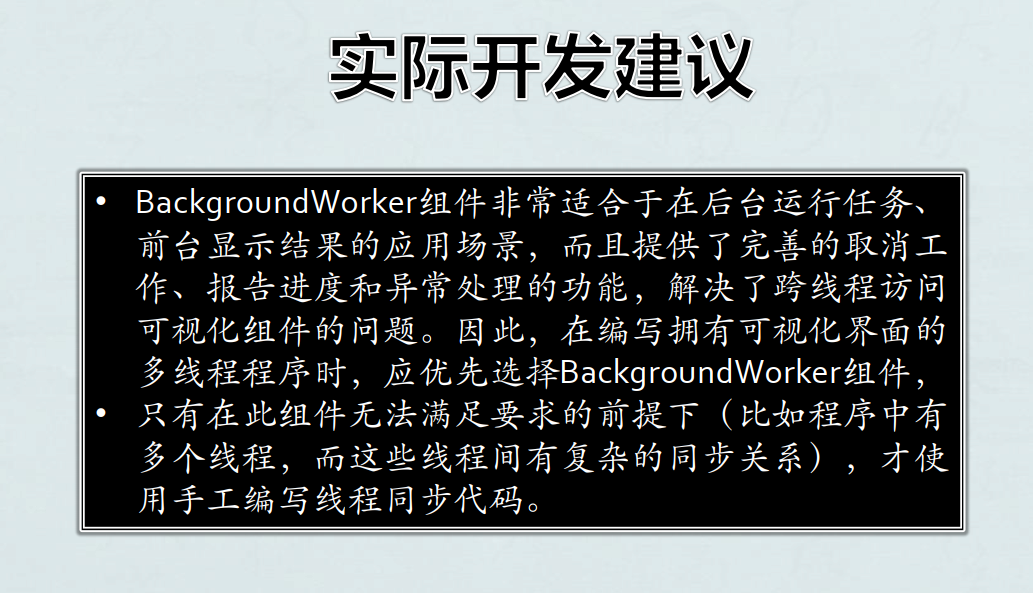 实际开发建议
• BackgroundWorker组件非常适合于在后台运行任务、
前台显示结果的应用场景，而且提供了完善的取消工
作、报告进度和异常处理的功能，解决了跨线程访问
可视化组件的问题。因此，在编写拥有可视化界面的
多线程程序时，应优先选择BackgroundWorker组件，
• 只有在此组件无法满足要求的前提下（比如程序中有
多个线程，而这些线程间有复杂的同步关系），才使
用手工编写线程同步代码。